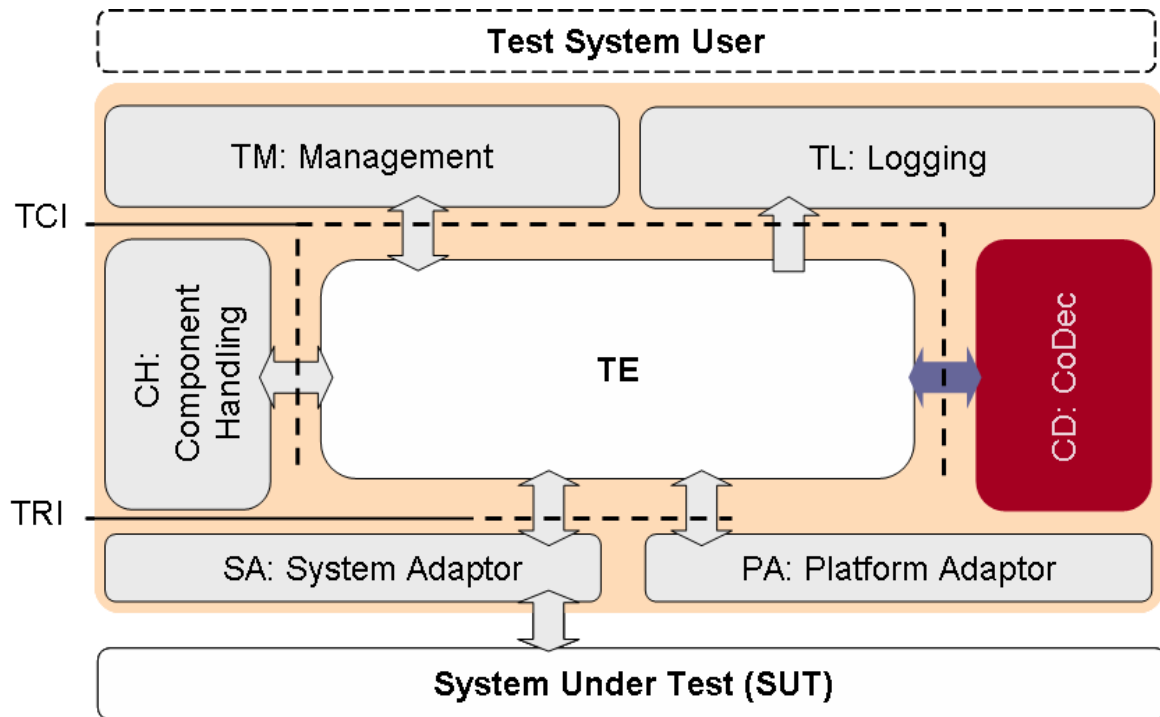 Test System User
TM: Management
TL: Logging
TCI
CH:
Component
Handling
TE
CD: CoDec
TRI
SA: System Adaptor
PA: Platform Adaptor
System Under Test (SUT)